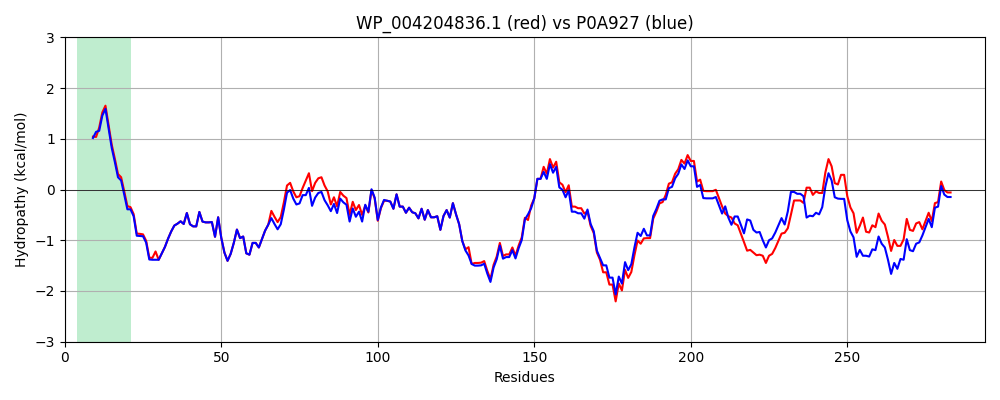 WP_004204836.1 (red) vs P0A927 (blue)
Hydropathy (kcal/mol)
3
2
1
0
−1
−2
−3
0 50 100 150 200 250
Residues